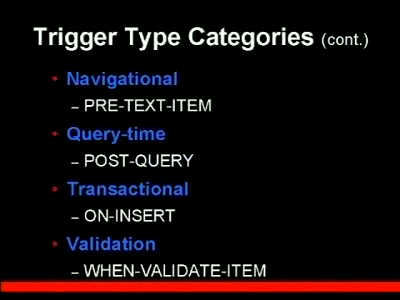 Trigger Type Categories (cont.)
• Navigational
– PRE-TEXT-ITEM
• Query-time
– POST-QUERY
• Transactional
– ON-INSERT
• Validation
– WHEN-VALIDATE-ITEM